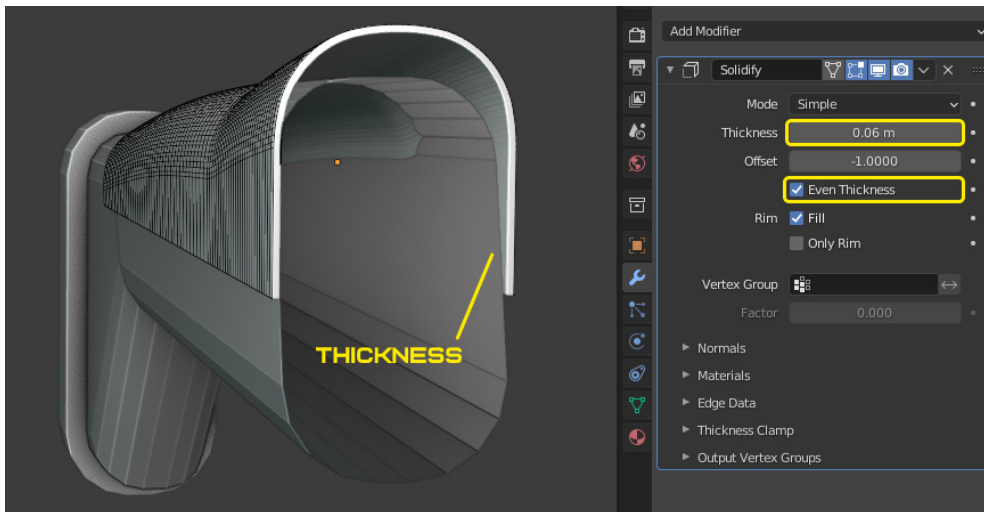 Add Modifier
Solidify
Mode Simple
Thickness 0.06 m
Offset -1.0000
Even Thickness
Rim Fill
Only Rim
Vertex Group
Factor 0.000
Normals
Materials
Edge Data
Thickness Clamp
Output Vertex Groups
THICKNESS